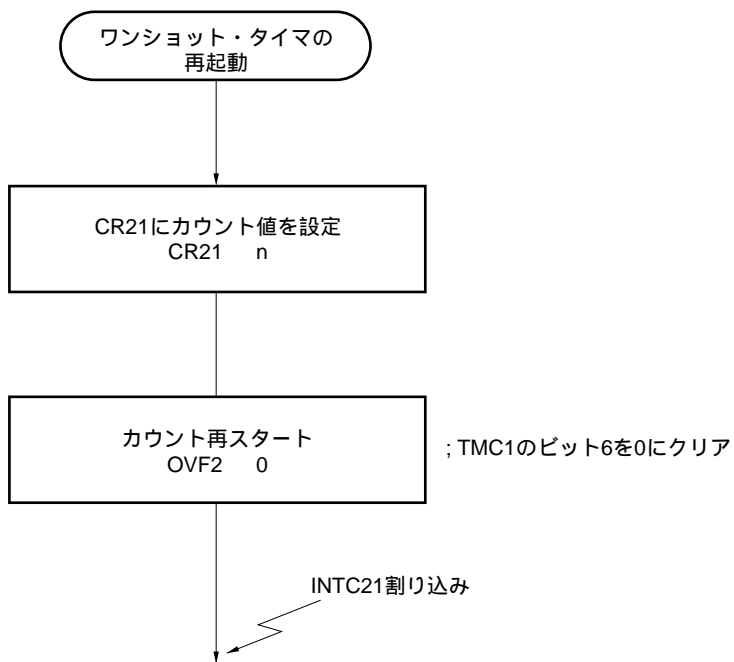 ワンショット・タイマの
再起動
CR21にカウント値を設定
CR21 n
カウント再スタート
OVF2 0
; TMC1のビット6を0にクリア
INTC21割り込み